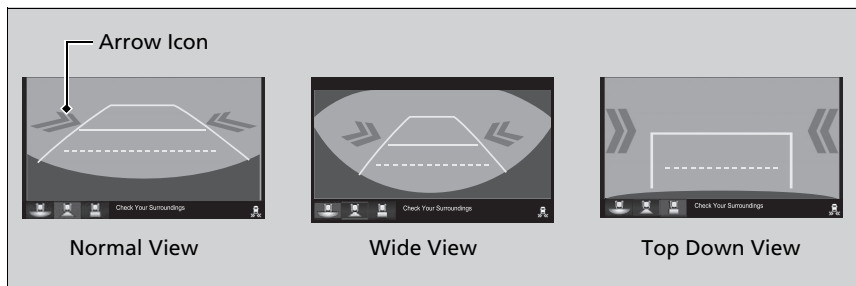 Arrow Icon
Check Your Surroundings
Check Your Surroundings
Check Your Surroundings
Normal View
Wide View
Top Down View